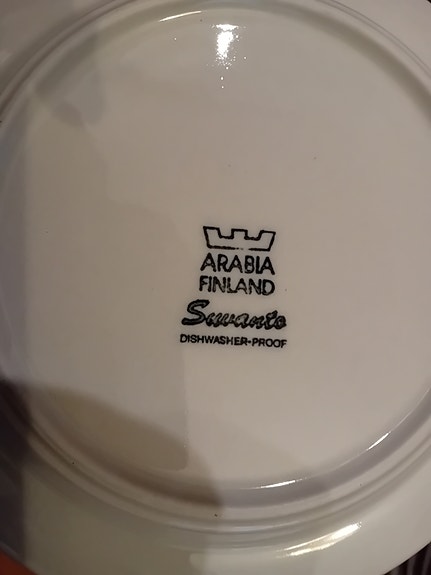 ARABIA
FINLAND
Suvanto
DISHWASHER-PROOF